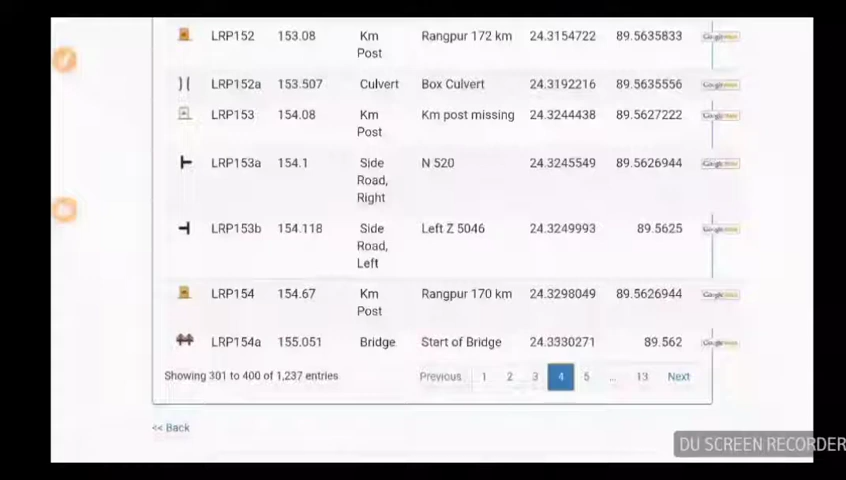 LRP152 153.08 Km Rangpur 172 km 24.3154722 89.5635833
Post
LRP152a 153.507 Culvert Box Culvert 24.3192216 89.5635556
LRP153 154.08 Km Km post missing 24.3244438 89.5627222
Post
LRP153a 154.1 Side N 520 24.3245549 89.5626944
Road,
Right
LRP153b 154.118 Side Left Z 5046 24.3249993 89.5625
Road,
Left
LRP154 154.67 Km Rangpur 170 km 24.3298049 89.5626944
Post
LRP154a 155.051 Bridge Start of Bridge 24.3330271 89.562
Showing 301 to 400 of 1,237 entries Previous 1 2 3 4 5 ... 13 Next
<< Back
DU SCREEN RECORDER